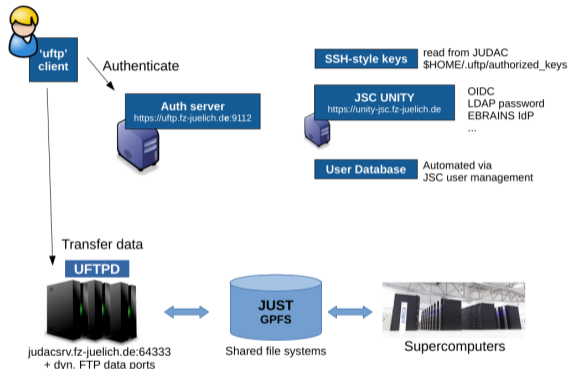 'uftp'
client
Authenticate
Auth server
https://uftp.fz-juelich.de:9112
SSH-style keys
read from JUDAC
$HOME/.uftp/authorized_keys
JSC UNITY
https://unity-jsc.fz-juelich.de
OIDC
LDAP password
EBRAINS IdP
...
User Database
Automated via
JSC user management
Transfer data
UFTPD
judacsrv.fz-juelich.de:64333
+ dyn. FTP data ports
JUST
GPFS
Shared file systems
Supercomputers